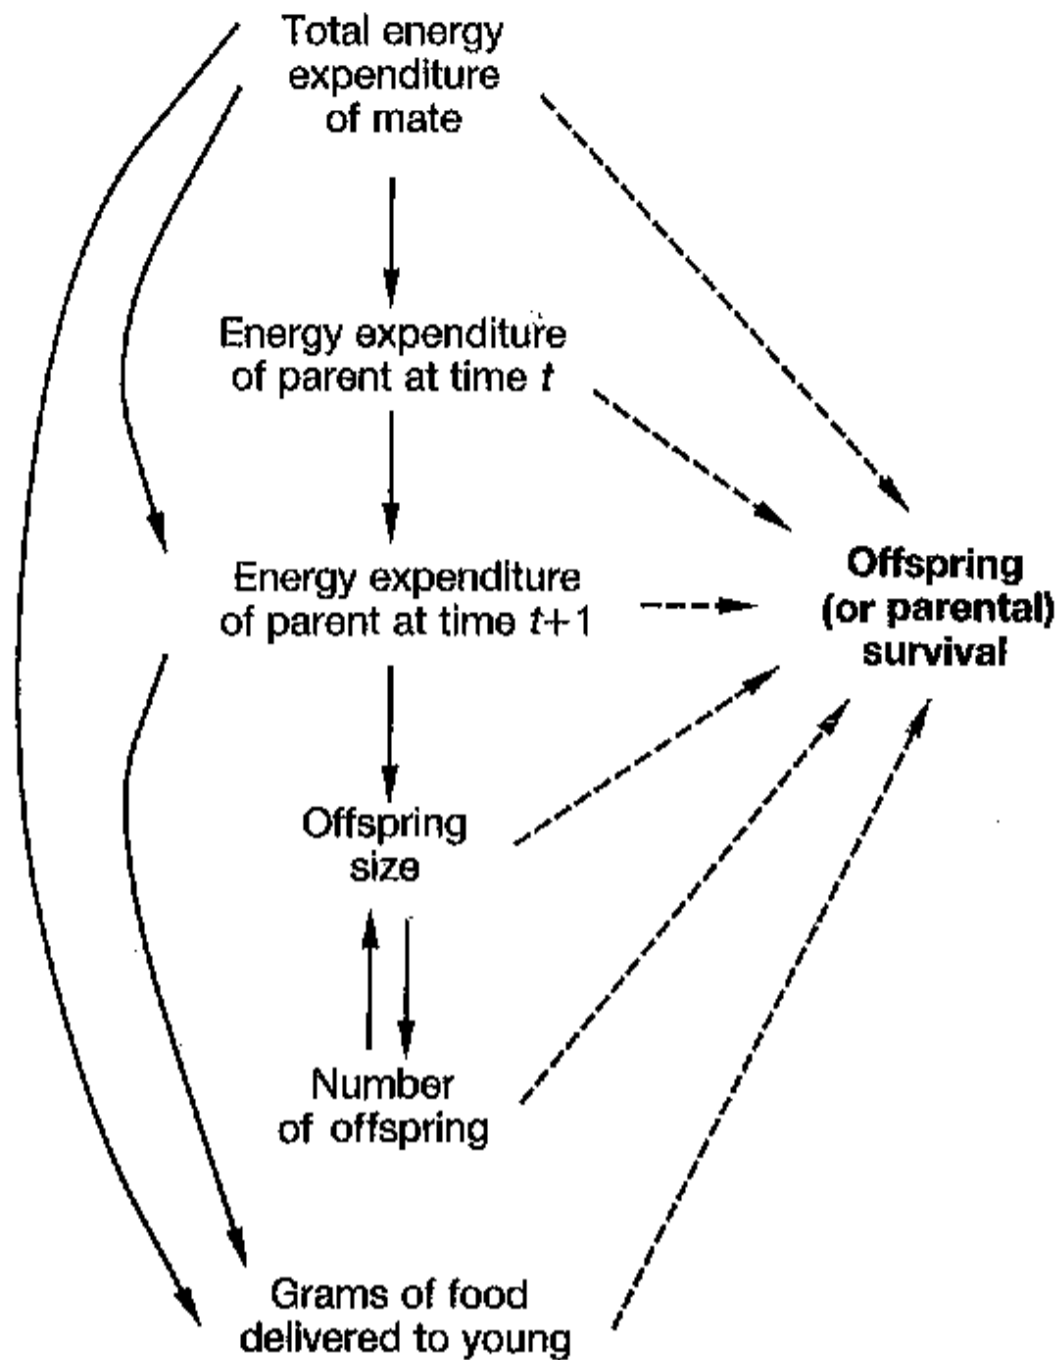 Total energy
expenditure
of mate
Energy expenditure
of parent at time t
Energy expenditure
of parent at time t+1
Offspring
(or parental)
survival
Offspring
size
Number
of offspring
Grams of food
delivered to young